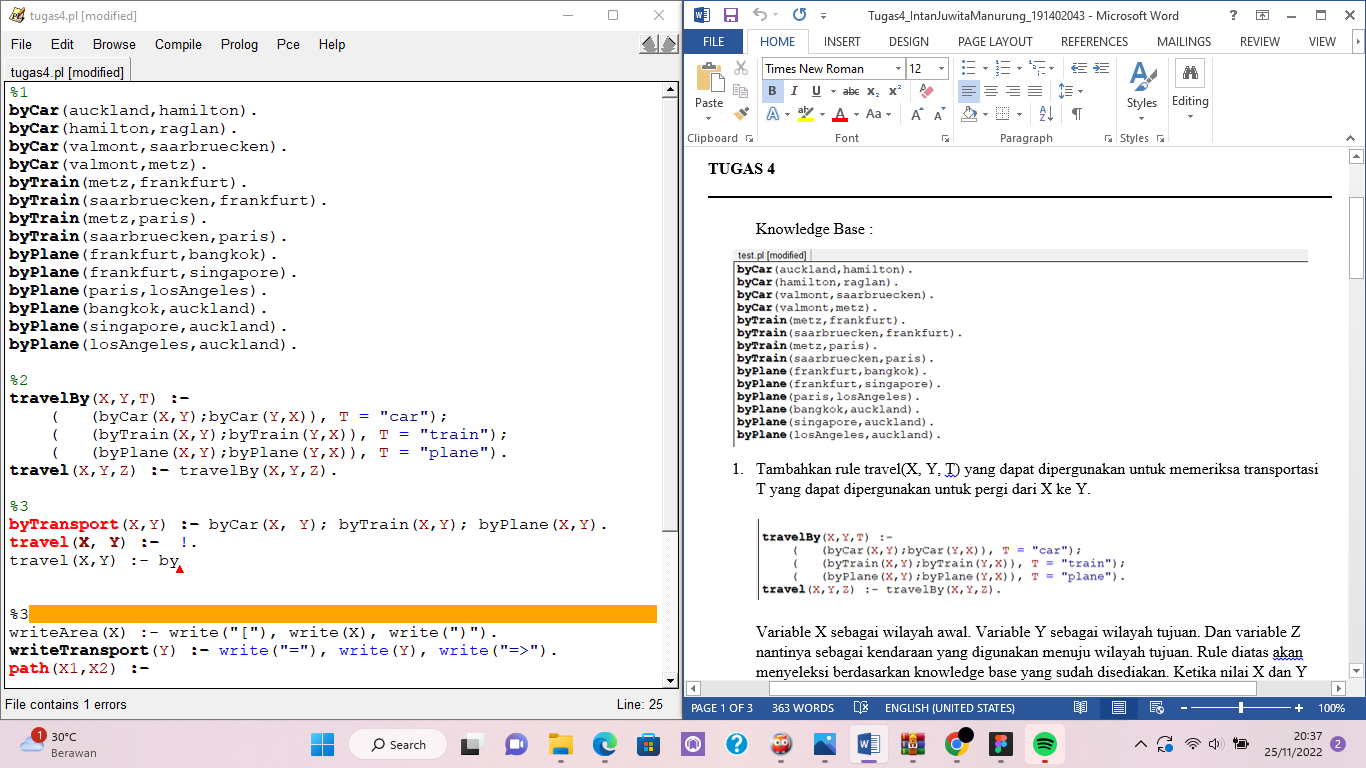 tugas4.pl [modified]
File Edit Browse Compile Prolog Pce Help
tugas4.pl [modified]
%1
byCar(auckland,hamilton).
byCar(hamilton,raglan).
byCar(valmont,saarbruecken).
byCar(valmont,metz).
byTrain(metz,frankfurt).
byTrain(saarbruecken,frankfurt).
byTrain(metz,paris).
byTrain(saarbruecken,paris).
byPlane(frankfurt,bangkok).
byPlane(frankfurt,singapore).
byPlane(paris,losAngeles).
byPlane(bangkok,auckland).
byPlane(singapore,auckland).
byPlane(losAngeles,auckland).
%2
travelBy(X,Y,T) :-
( (byCar(X,Y);byCar(Y,X)), T = "car");
( (byTrain(X,Y);byTrain(Y,X)), T = "train");
( (byPlane(X,Y);byPlane(Y,X)), T = "plane").
travel(X,Y,Z) :- travelBy(X,Y,Z).
%3
byTransport(X,Y) :- byCar(X, Y); byTrain(X,Y); byPlane(X,Y).
travel(X, Y) :- !.
travel(X,Y) :- by
%3
writeArea(X) :- write("["), write(X), write(")").
writeTransport(Y) :- write("="), write(Y), write("=>").
path(X1,X2) :-
File contains 1 errors Line: 25
Tugas4_IntanJuwitaManurung_191402043 - Microsoft Word
FILE HOME INSERT DESIGN PAGE LAYOUT REFERENCES MAILINGS REVIEW VIEW
Paste
Clipboard
Times New Roman 12
B I U abc x₂ x²
A ab A Aa A A
Font
Paragraph
Styles
Styles
Editing
TUGAS 4
Knowledge Base :
test.pl [modified]
byCar(auckland,hamilton).
byCar(hamilton,raglan).
byCar(valmont,saarbruecken).
byCar(valmont,metz).
byTrain(metz,frankfurt).
byTrain(saarbruecken,frankfurt).
byTrain(metz,paris).
byTrain(saarbruecken,paris).
byPlane(frankfurt,bangkok).
byPlane(frankfurt,singapore).
byPlane(paris,losAngeles).
byPlane(bangkok,auckland).
byPlane(singapore,auckland).
byPlane(losAngeles,auckland).
1. Tambahkan rule travel(X, Y, T) yang dapat dipergunakan untuk memeriksa transportasi
T yang dapat dipergunakan untuk pergi dari X ke Y.
travelBy(X,Y,T) :-
( (byCar(X,Y);byCar(Y,X)), T = "car");
( (byTrain(X,Y);byTrain(Y,X)), T = "train");
( (byPlane(X,Y);byPlane(Y,X)), T = "plane").
travel(X,Y,Z) :- travelBy(X,Y,Z).
Variable X sebagai wilayah awal. Variable Y sebagai wilayah tujuan. Dan variable Z
nantinya sebagai kendaraan yang digunakan menuju wilayah tujuan. Rule diatas akan
menyeleksi berdasarkan knowledge base yang sudah disediakan. Ketika nilai X dan Y
PAGE 1 OF 3 363 WORDS ENGLISH (UNITED STATES) 100%
1
30°C
Berawan
Search
20:37
25/11/2022
2